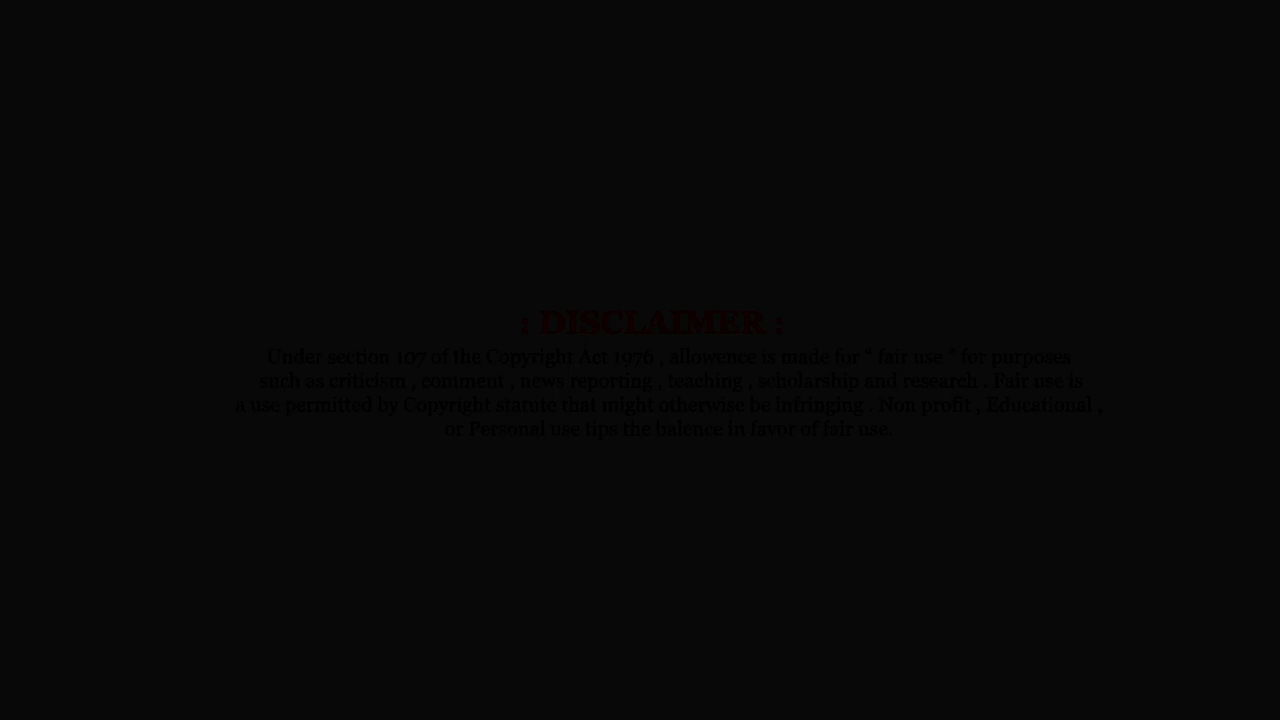 : DISCLAIMER :
Under section 107 of the Copyright Act 1976 , allowence is made for " fair use " for purposes
such as criticism , comment , news reporting , teaching , scholarship and research . Fair use is
a use permitted by Copyright statute that might otherwise be infringing . Non profit , Educational ,
or Personal use tips the balence in favor of fair use.